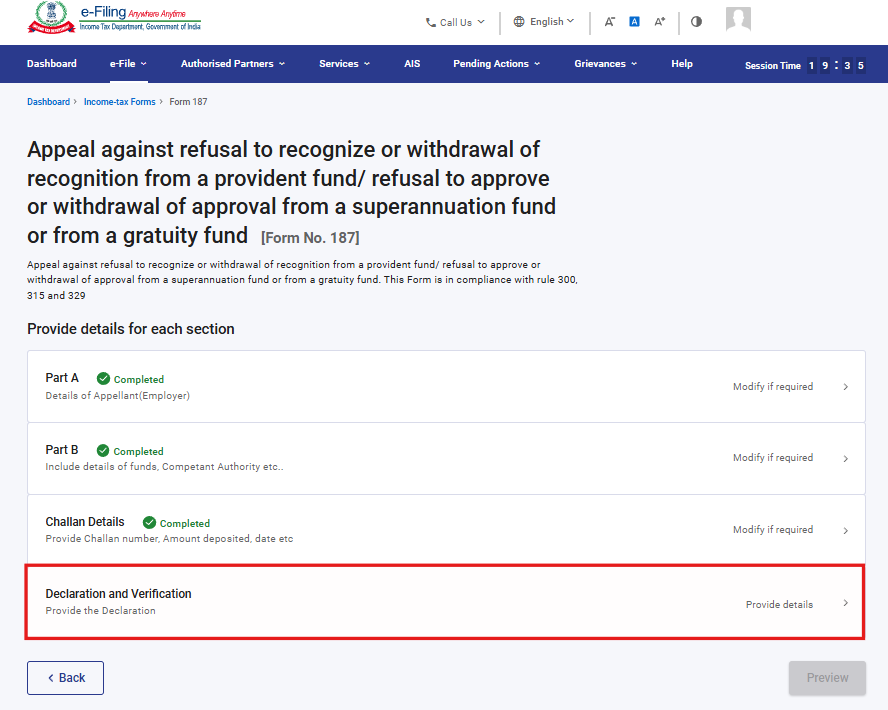 e-Filing Anywhere Anytime
Income Tax Department, Government of India
Call Us
English
A-
A
A+
Dashboard
e-File
Authorised Partners
Services
AIS
Pending Actions
Grievances
Help
Session Time 1 9 : 3 5
Dashboard > Income-tax Forms > Form 187
Appeal against refusal to recognize or withdrawal of
recognition from a provident fund/ refusal to approve
or withdrawal of approval from a superannuation fund
or from a gratuity fund [Form No. 187]
Appeal against refusal to recognize or withdrawal of recognition from a provident fund/ refusal to approve or
withdrawal of approval from a superannuation fund or from a gratuity fund. This Form is in compliance with rule 300,
315 and 329
Provide details for each section
Part A Completed
Details of Appellant(Employer)
Modify if required
Part B Completed
Include details of funds, Competant Authority etc..
Modify if required
Challan Details Completed
Provide Challan number, Amount deposited, date etc
Modify if required
Declaration and Verification
Provide the Declaration
Provide details
< Back
Preview